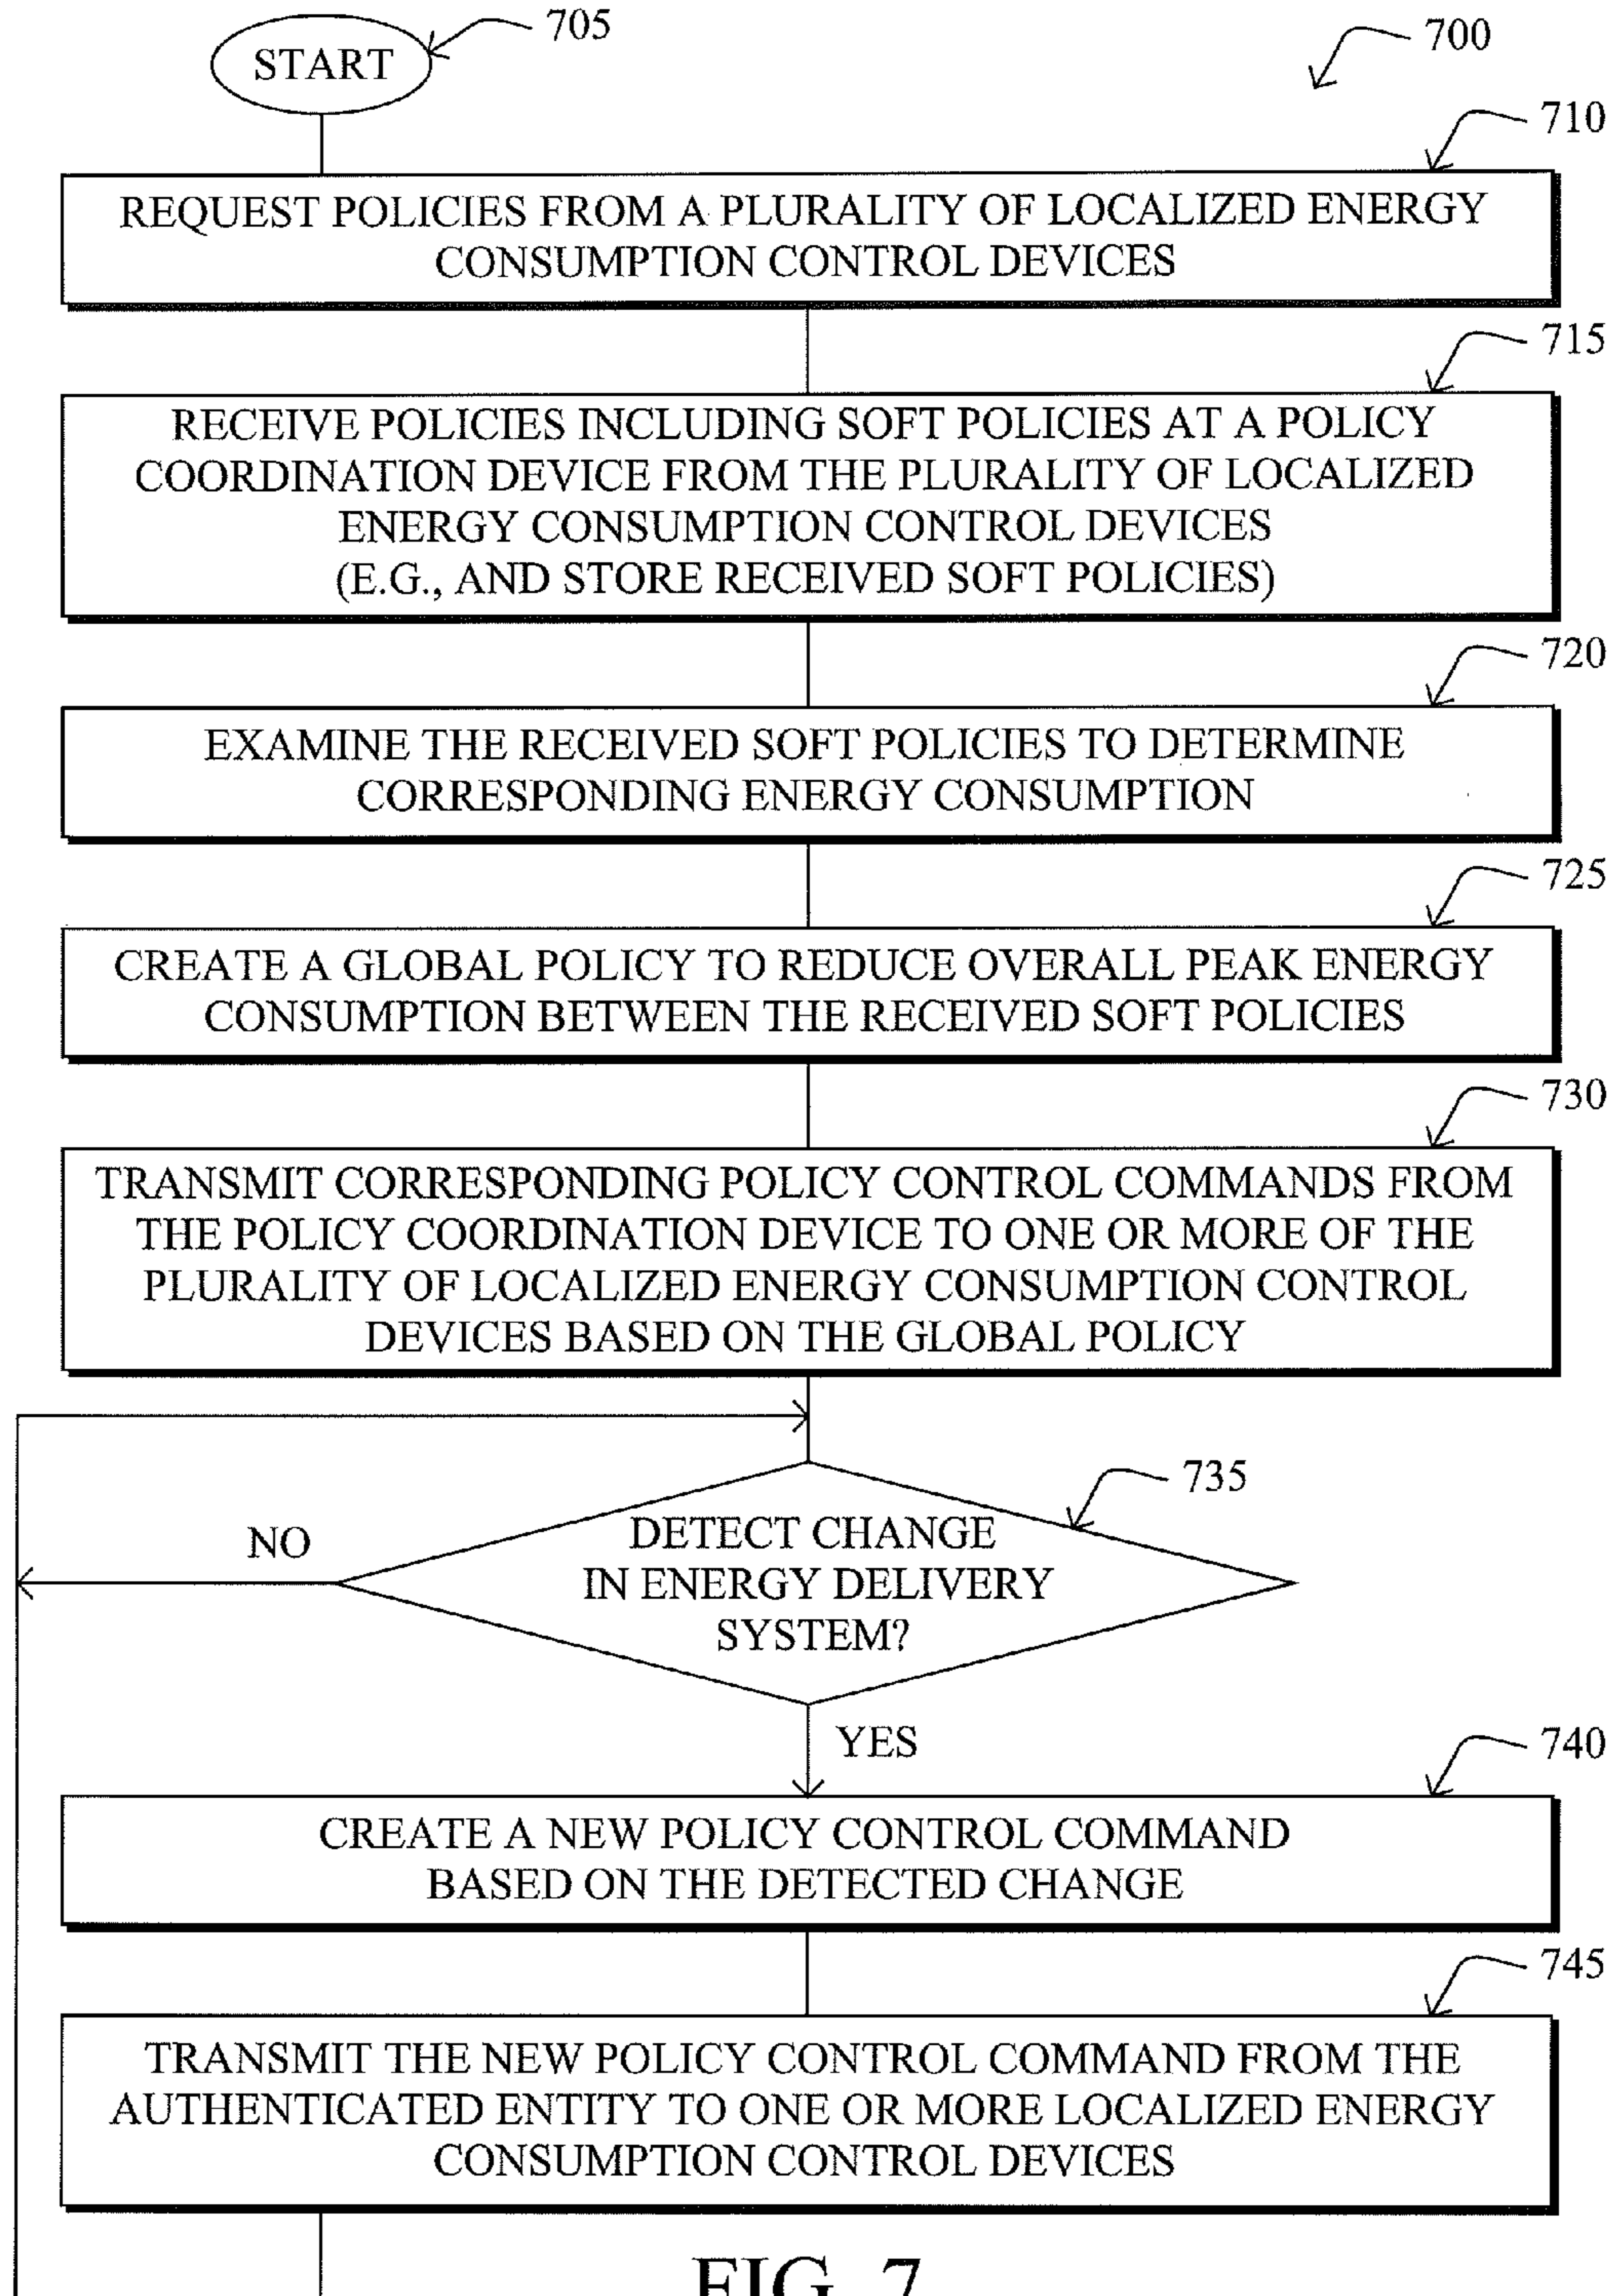 START
705
700
710
REQUEST POLICIES FROM A PLURALITY OF LOCALIZED ENERGY
CONSUMPTION CONTROL DEVICES
715
RECEIVE POLICIES INCLUDING SOFT POLICIES AT A POLICY
COORDINATION DEVICE FROM THE PLURALITY OF LOCALIZED
ENERGY CONSUMPTION CONTROL DEVICES
(E.G., AND STORE RECEIVED SOFT POLICIES)
720
EXAMINE THE RECEIVED SOFT POLICIES TO DETERMINE
CORRESPONDING ENERGY CONSUMPTION
725
CREATE A GLOBAL POLICY TO REDUCE OVERALL PEAK ENERGY
CONSUMPTION BETWEEN THE RECEIVED SOFT POLICIES
730
TRANSMIT CORRESPONDING POLICY CONTROL COMMANDS FROM
THE POLICY COORDINATION DEVICE TO ONE OR MORE OF THE
PLURALITY OF LOCALIZED ENERGY CONSUMPTION CONTROL
DEVICES BASED ON THE GLOBAL POLICY
735
NO
DETECT CHANGE
IN ENERGY DELIVERY
SYSTEM?
YES
740
CREATE A NEW POLICY CONTROL COMMAND
BASED ON THE DETECTED CHANGE
745
TRANSMIT THE NEW POLICY CONTROL COMMAND FROM THE
AUTHENTICATED ENTITY TO ONE OR MORE LOCALIZED ENERGY
CONSUMPTION CONTROL DEVICES
FIG. 7